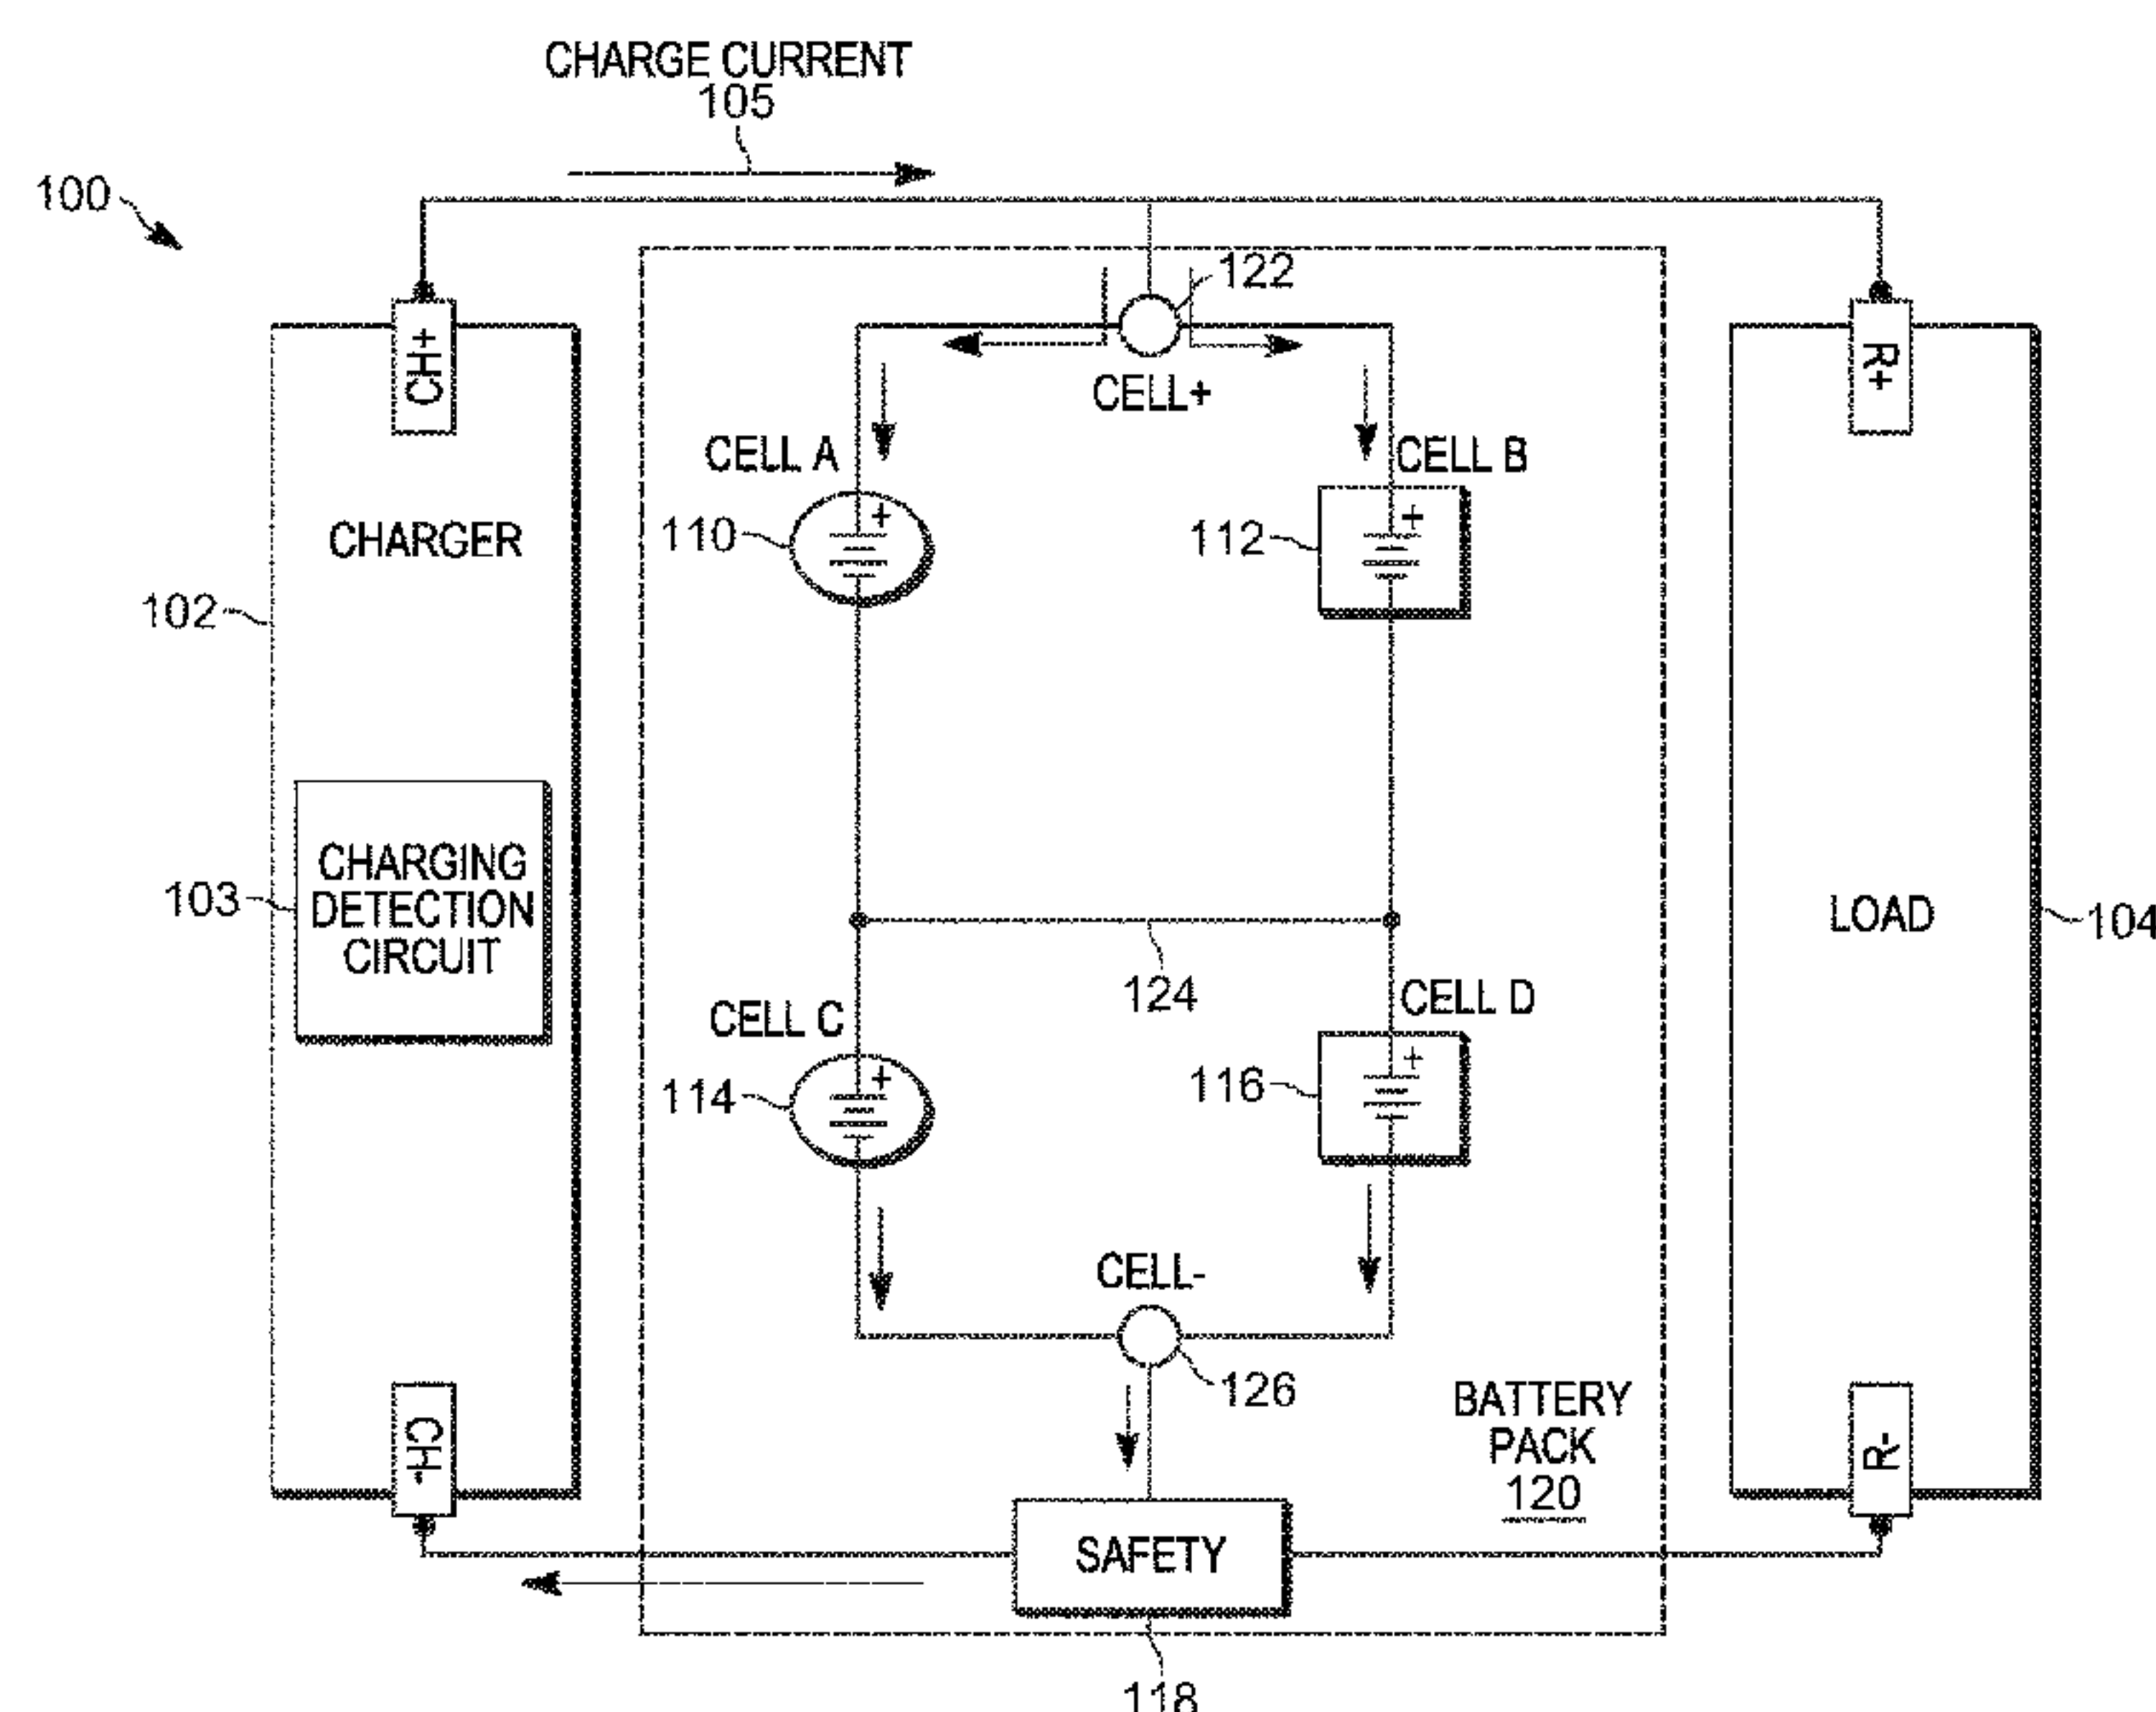 CHARGE CURRENT
105
100
122
CH+
R+
CELL+
CELL A
CELL B
+
+
110
112
CHARGER
102
CHARGING
DETECTION
CIRCUIT
103
LOAD
104
124
CELL C
CELL D
+
+
114
116
CELL-
126
BATTERY
PACK
120
CH-
R-
SAFETY
118